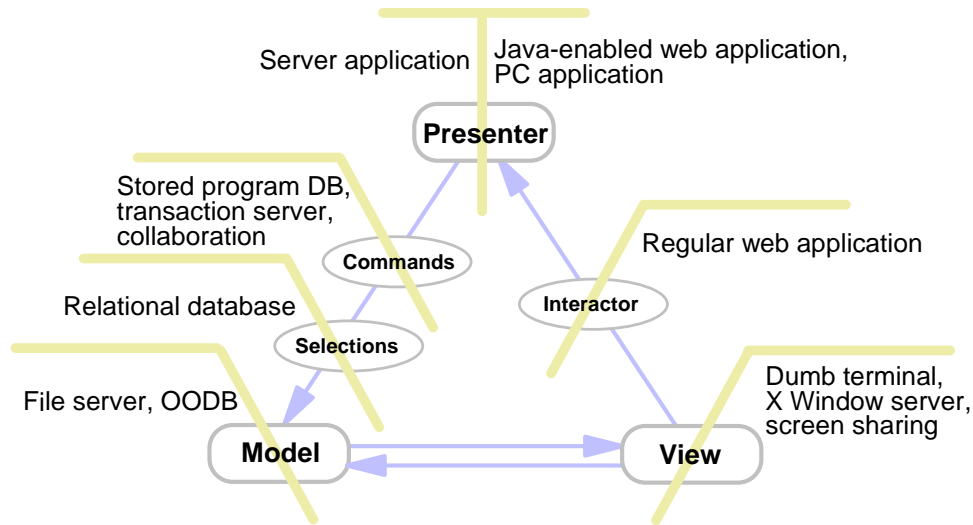 Server application
Java-enabled web application,
PC application
Presenter
Stored program DB,
transaction server,
collaboration
Commands
Regular web application
Relational database
Interactor
Selections
File server, OODB
Dumb terminal,
X Window server,
screen sharing
Model
View